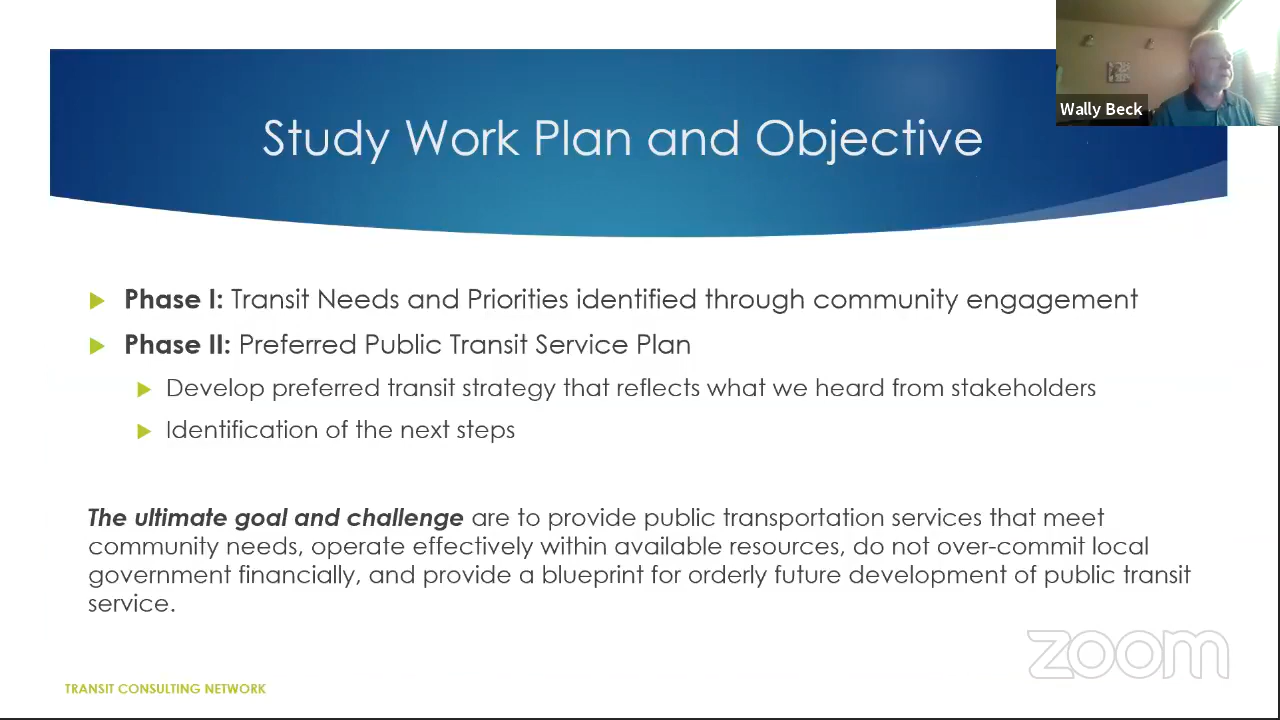 Wally Beck
Study Work Plan and Objective
Phase I: Transit Needs and Priorities identified through community engagement
Phase II: Preferred Public Transit Service Plan
Develop preferred transit strategy that reflects what we heard from stakeholders
Identification of the next steps
The ultimate goal and challenge are to provide public transportation services that meet
community needs, operate effectively within available resources, do not over-commit local
government financially, and provide a blueprint for orderly future development of public transit
service.
zoom
TRANSIT CONSULTING NETWORK